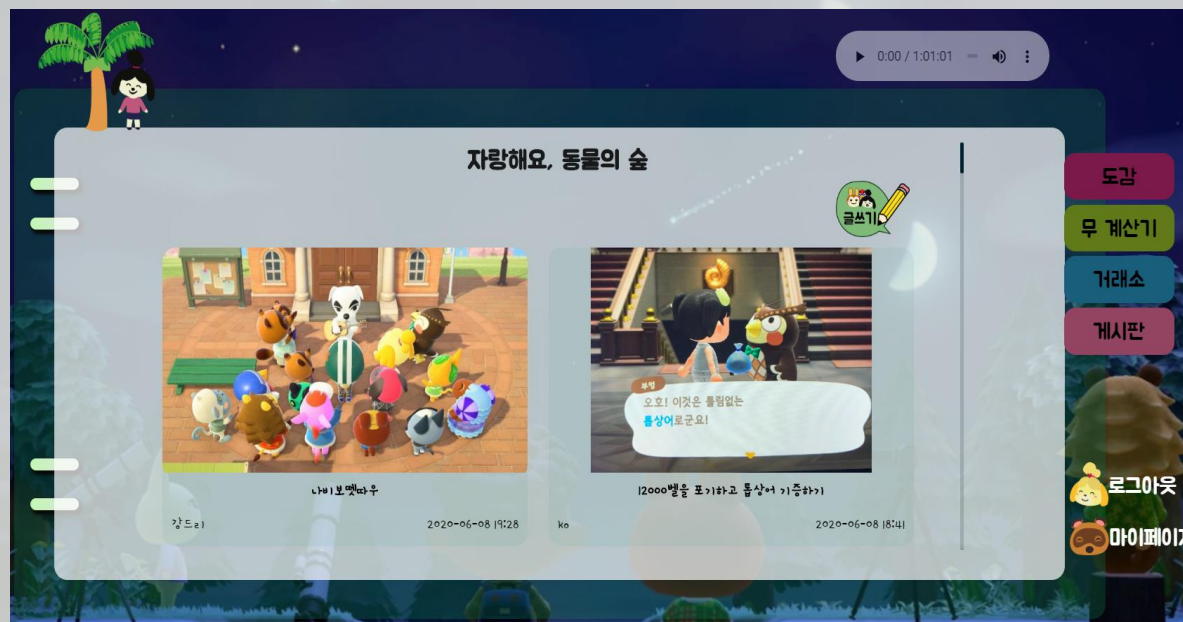 0:00 / 1:01:01
자랑해요, 동물의 숲
글쓰기
도감
무 계산기
거래소
게시판
부엉
오호! 이것은 틀림없는
톱상어로군요!
나비보벳따우
강드리
2020-06-08 19:28
12000벨을 포기하고 톱상어 기증하기
ko
2020-06-08 18:41
로그아웃
마이페이지